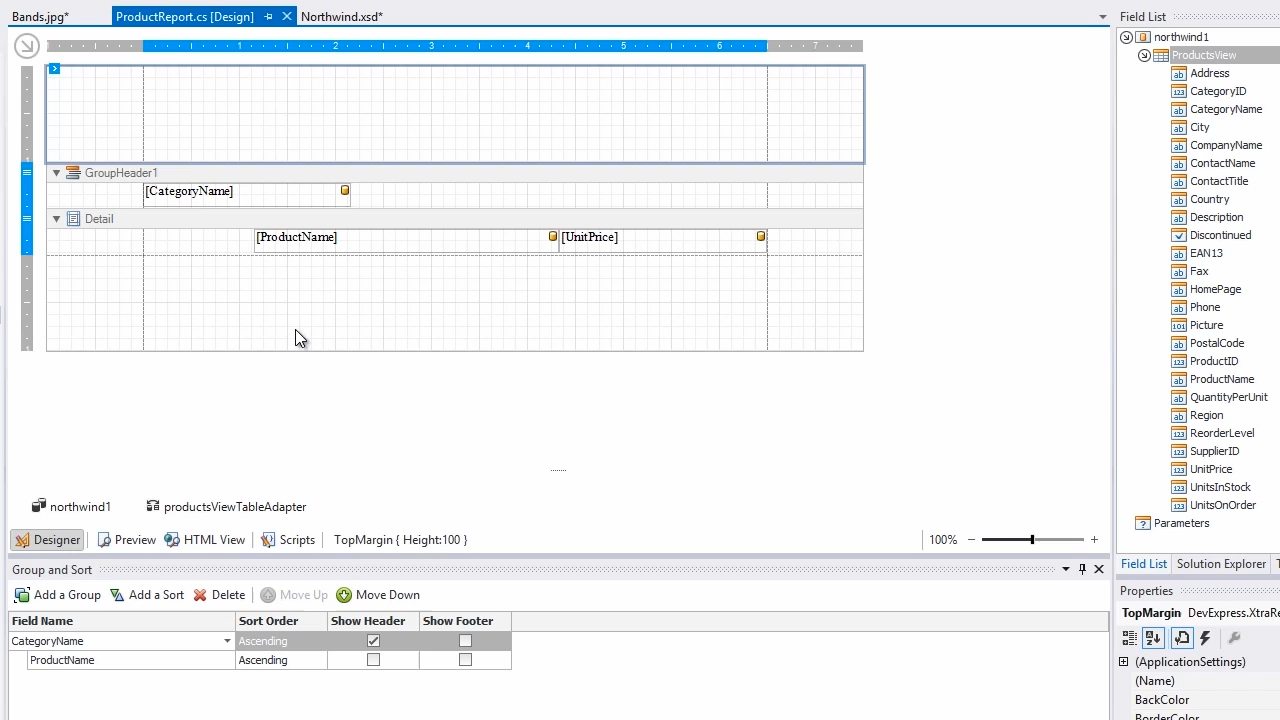 Bands.jpg*
ProductReport.cs [Design]
Northwind.xsd*
1 2 3 4 5 6 7
GroupHeader1
[CategoryName]
Detail
[ProductName] [UnitPrice]
northwind1 productsViewTableAdapter
Designer Preview HTML View Scripts TopMargin { Height:100 } 100%
Group and Sort
Add a Group Add a Sort Delete Move Up Move Down
Field Name Sort Order Show Header Show Footer
CategoryName Ascending
ProductName Ascending
Field List
northwind1
ProductsView
Address
CategoryID
CategoryName
City
CompanyName
ContactName
ContactTitle
Country
Description
Discontinued
EAN13
Fax
HomePage
Phone
Picture
PostalCode
ProductID
ProductName
QuantityPerUnit
Region
ReorderLevel
SupplierID
UnitPrice
UnitsInStock
UnitsOnOrder
Parameters
Field List Solution Explorer
Properties
TopMargin DevExpress.XtraRe
(ApplicationSettings)
(Name)
BackColor
BorderColor